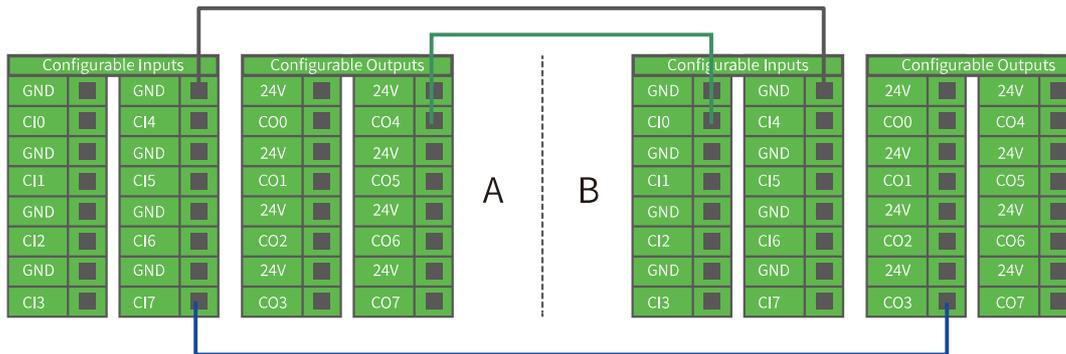 Configurable Inputs Configurable Outputs Configurable Inputs Configurable Outputs
GND GND 24V 24V GND GND 24V 24V
CI0 CI4 CO0 CO4 CI0 CI4 CO0 CO4
GND GND 24V 24V GND GND 24V 24V
CI1 CI5 CO1 CO5 A B CI1 CI5 CO1 CO5
GND GND 24V 24V GND GND 24V 24V
CI2 CI6 CO2 CO6 CI2 CI6 CO2 CO6
GND GND 24V 24V GND GND 24V 24V
CI3 CI7 CO3 CO7 CI3 CI7 CO3 CO7